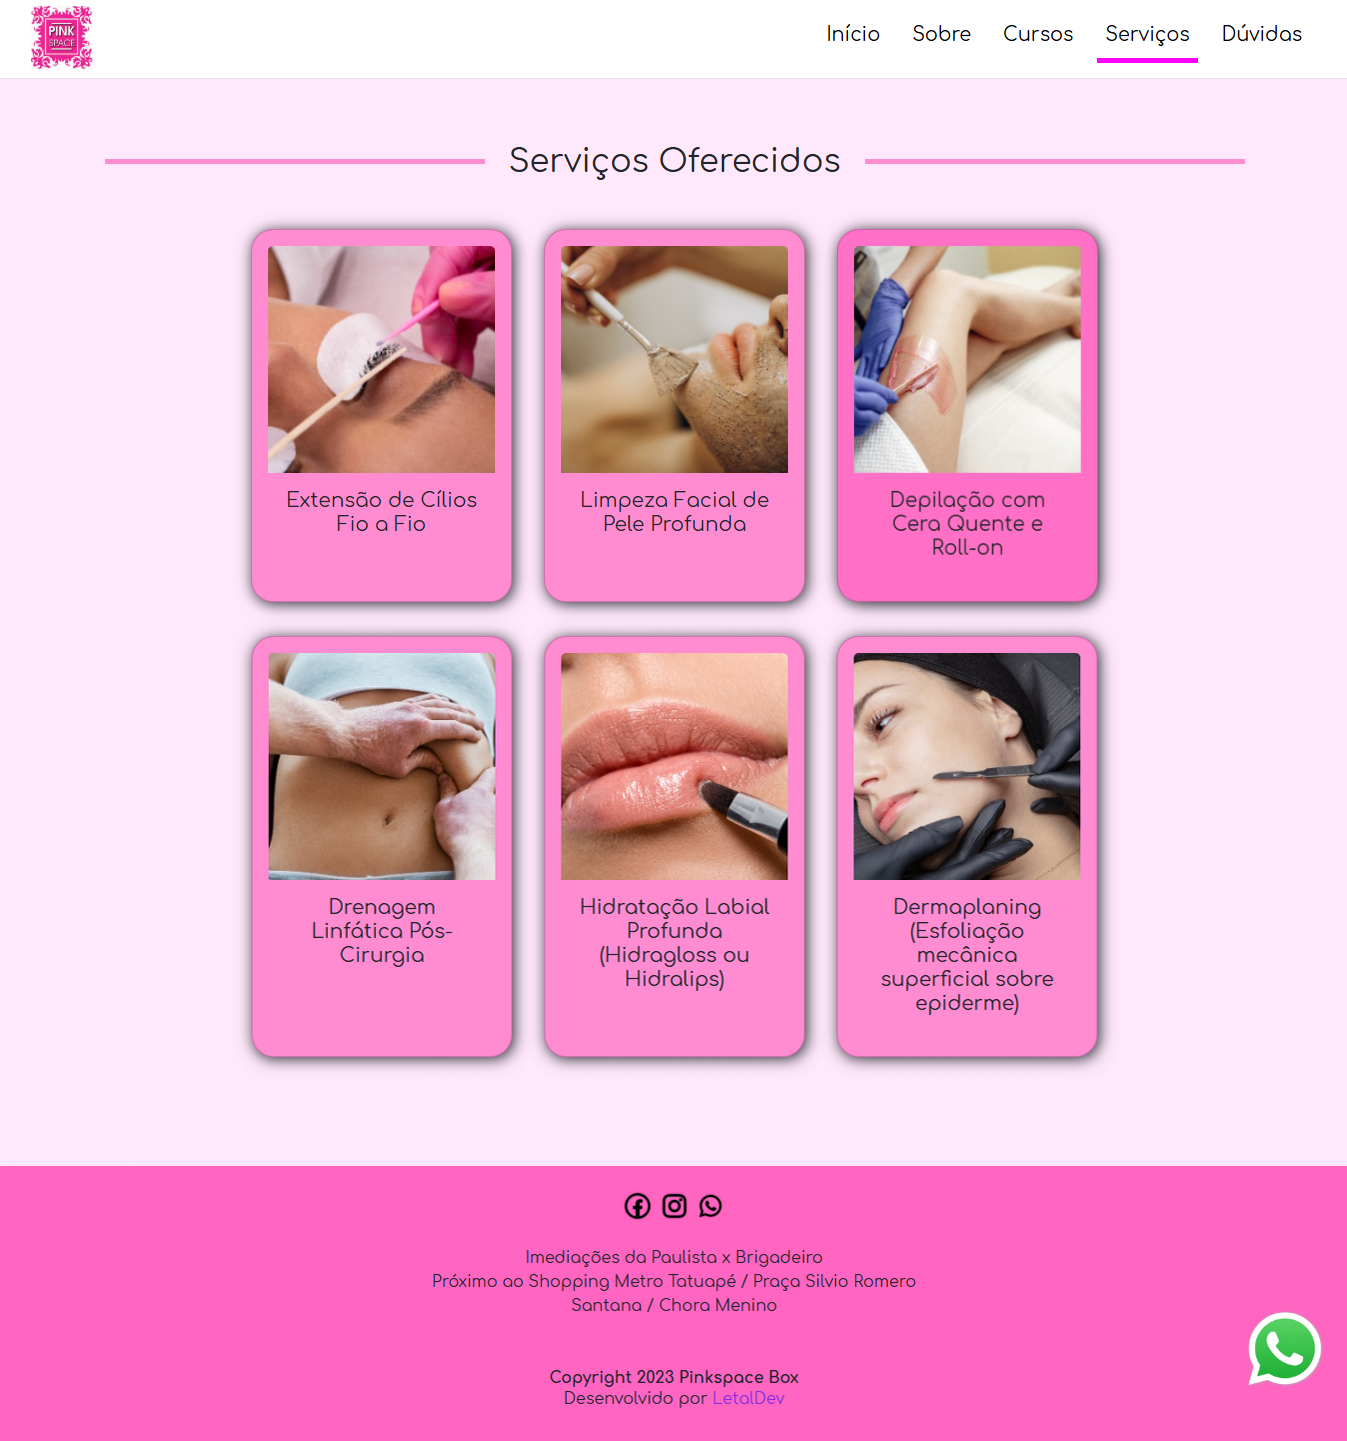 PINK
SPACE
Início
Sobre
Cursos
Serviços
Dúvidas
Serviços Oferecidos
Extensão de Cílios
Fio a Fio
Limpeza Facial de
Pele Profunda
Depilação com
Cera Quente e
Roll-on
Drenagem
Linfática Pós-
Cirurgia
Hidratação Labial
Profunda
(Hidragloss ou
Hidralips)
Dermaplaning
(Esfoliação
mecânica
superficial sobre
epiderme)
Imediações da Paulista x Brigadeiro
Próximo ao Shopping Metro Tatuapé / Praça Silvio Romero
Santana / Chora Menino
Copyright 2023 Pinkspace Box
Desenvolvido por LetalDev